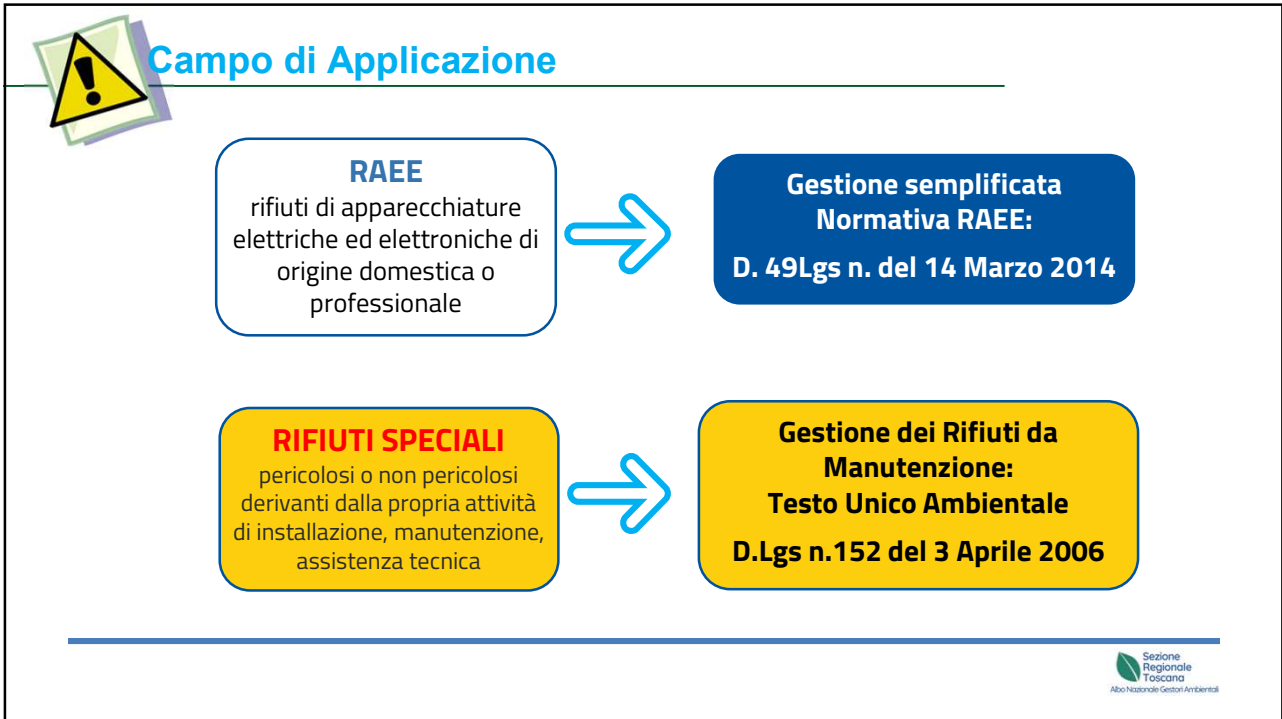 Campo di Applicazione
RAEE
rifiuti di apparecchiature
elettriche ed elettroniche di
origine domestica o
professionale
Gestione semplificata
Normativa RAEE:
D. 49Lgs n. del 14 Marzo 2014
RIFIUTI SPECIALI
pericolosi o non pericolosi
derivanti dalla propria attività
di installazione, manutenzione,
assistenza tecnica
Gestione dei Rifiuti da
Manutenzione:
Testo Unico Ambientale
D.Lgs n.152 del 3 Aprile 2006
Sezione
Regionale
Toscana
Albo Nazionale Gestori Ambientali